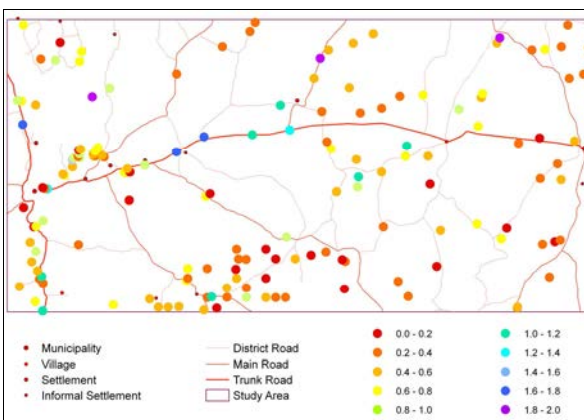 Municipality
Village
Settlement
Informal Settlement
District Road
Main Road
Trunk Road
Study Area
0.0 - 0.2
0.2 - 0.4
0.4 - 0.6
0.6 - 0.8
0.8 - 1.0
1.0 - 1.2
1.2 - 1.4
1.4 - 1.6
1.6 - 1.8
1.8 - 2.0